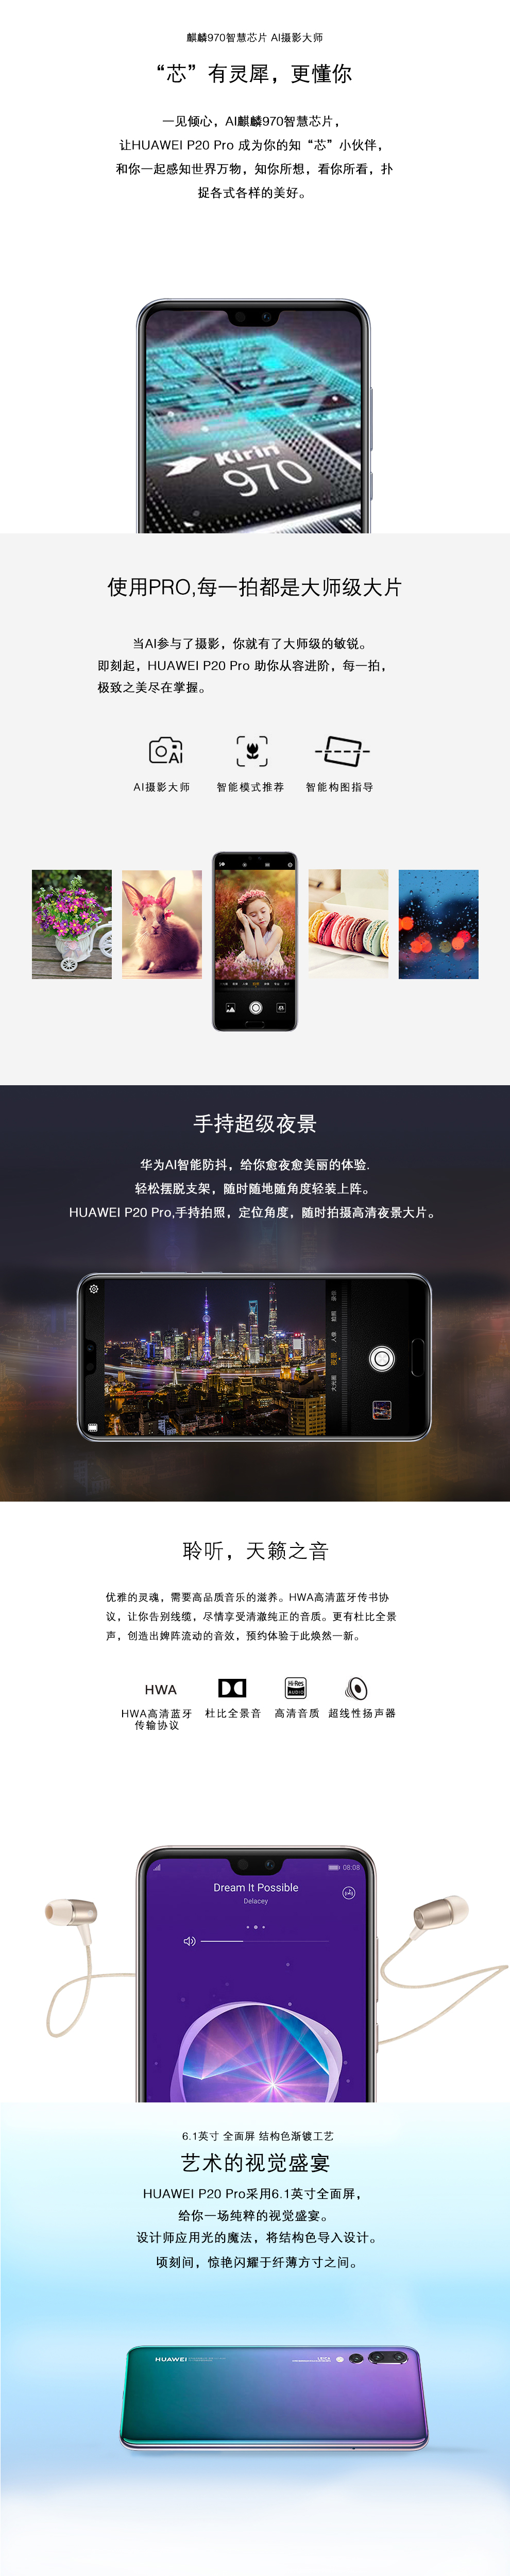 麒麟970智慧芯片 AI摄影大师
“芯”有灵犀，更懂你
一见倾心，AI麒麟970智慧芯片，
让HUAWEI P20 Pro 成为你的知“芯”小伙伴，
和你一起感知世界万物，知你所想，看你所看，扑
捉各式各样的美好。
Kirin
970
使用PRO,每一拍都是大师级大片
当AI参与了摄影，你就有了大师级的敏锐。
即刻起，HUAWEI P20 Pro 助你从容进阶，每一拍，
极致之美尽在掌握。
AI
AI摄影大师 智能模式推荐 智能构图指导
手持超级夜景
华为AI智能防抖，给你愈夜愈美丽的体验.
轻松摆脱支架，随时随地随角度轻装上阵。
HUAWEI P20 Pro,手持拍照，定位角度，随时拍摄高清夜景大片。
大光圈 夜景 人像 拍照 录像
聆听，天籁之音
优雅的灵魂，需要高品质音乐的滋养。HWA高清蓝牙传书协
议，让你告别线缆，尽情享受清澈纯正的音质。更有杜比全景
声，创造出婢阵流动的音效，预约体验于此焕然一新。
HWA
Hi-Res
AUDIO
HWA高清蓝牙
传输协议
杜比全景音 高清音质 超线性扬声器
08:08
Dream It Possible
Delacey
6.1英寸 全面屏 结构色渐镀工艺
艺术的视觉盛宴
HUAWEI P20 Pro采用6.1英寸全面屏，
给你一场纯粹的视觉盛宴。
设计师应用光的魔法，将结构色导入设计。
顷刻间，惊艳闪耀于纤薄方寸之间。
HUAWEI
LEICA